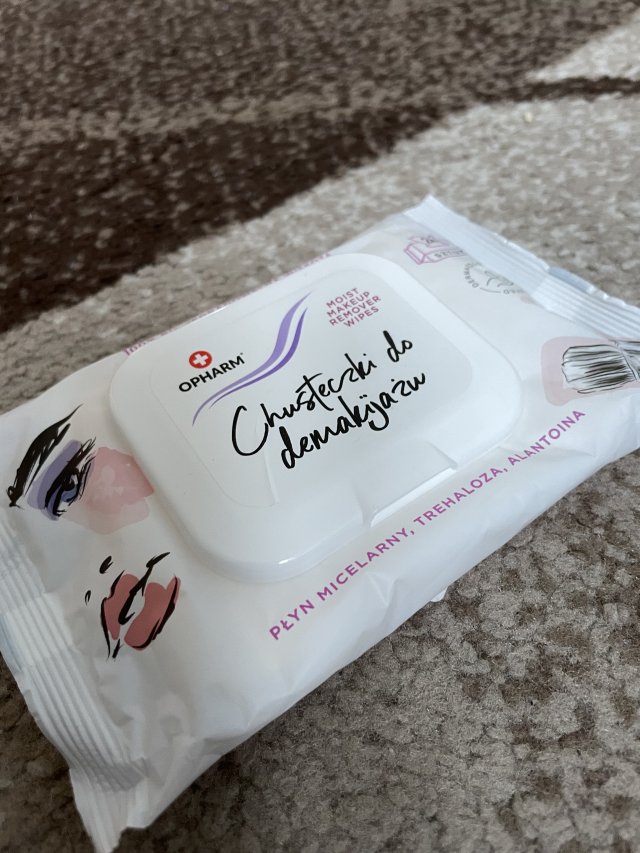 OPHARM
MOIST
MAKEUP
REMOVER
WIPES
Chusteczki do
demakijażu
PŁYN MICELARNY, TREHALOZA, ALANTOINA